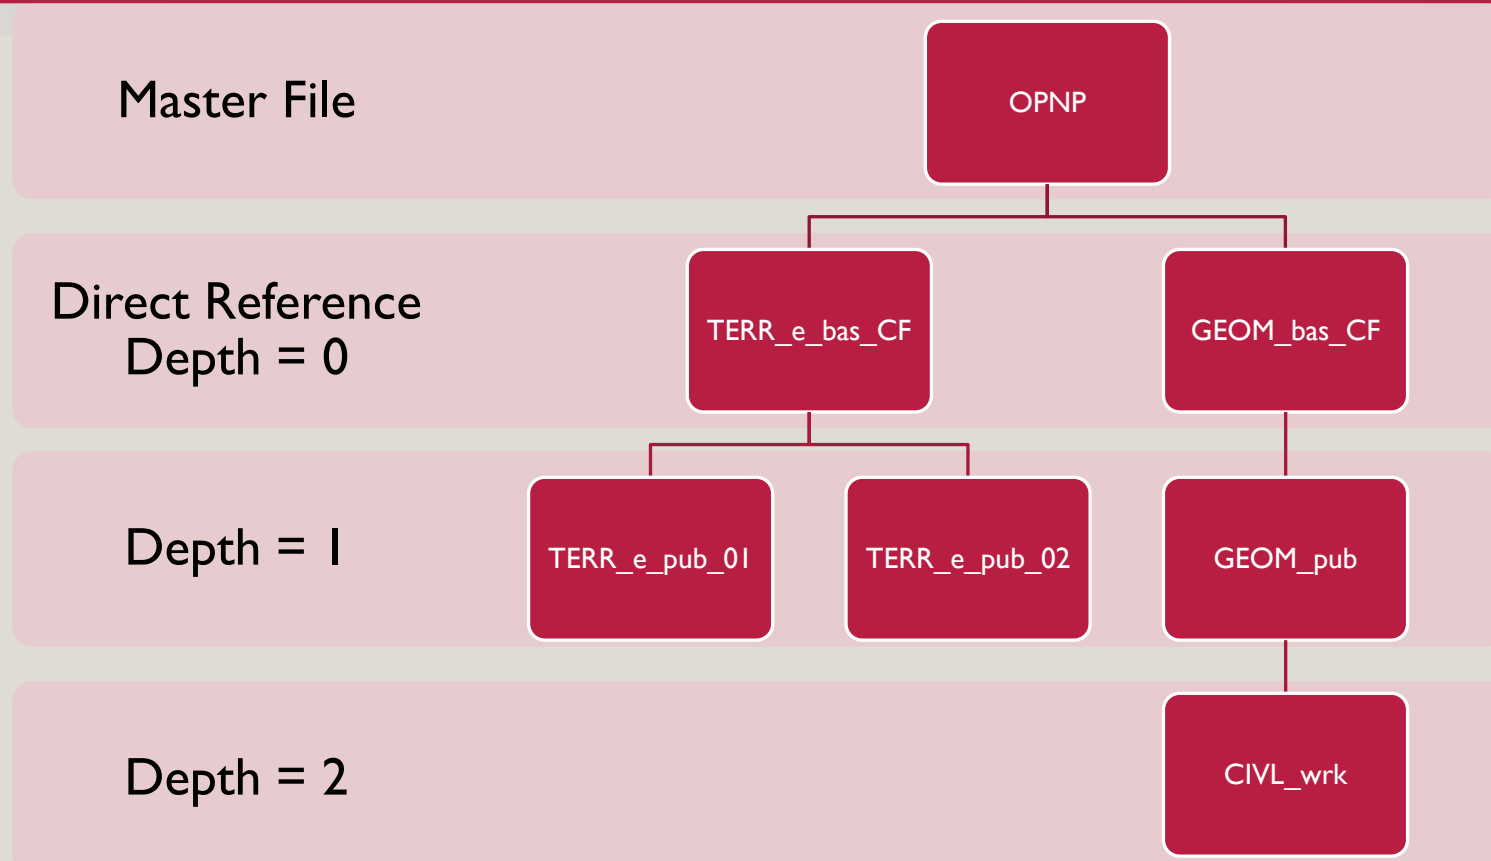 Master File
OPNP
Direct Reference
Depth = 0
TERR_e_bas_CF
GEOM_bas_CF
Depth = 1
TERR_e_pub_01
TERR_e_pub_02
GEOM_pub
Depth = 2
CIVL_wrk